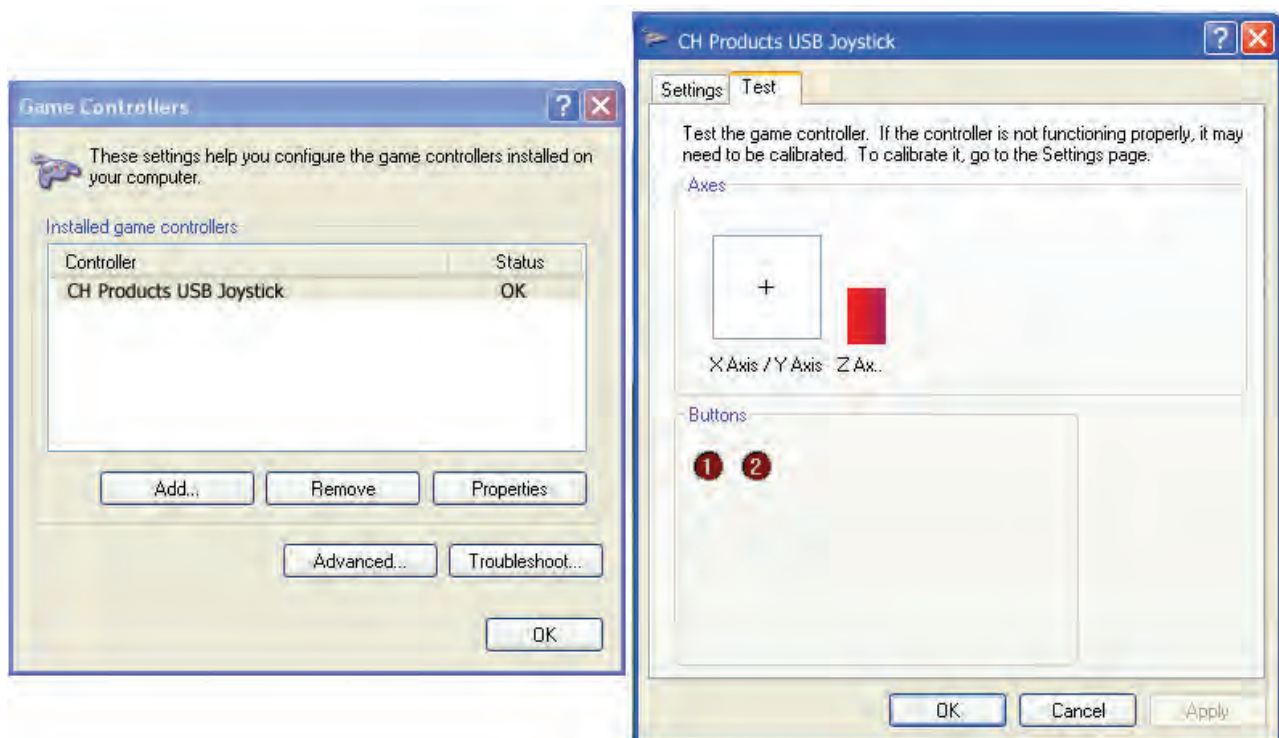 Game Controllers
?
X
These settings help you configure the game controllers installed on
your computer.
Installed game controllers
Controller Status
CH Products USB Joystick OK
Add... Remove Properties
Advanced... Troubleshoot...
OK
CH Products USB Joystick
?
X
Settings Test
Test the game controller. If the controller is not functioning properly, it may
need to be calibrated. To calibrate it, go to the Settings page.
Axes
X Axis / Y Axis Z Ax..
Buttons
1 2
OK Cancel Apply